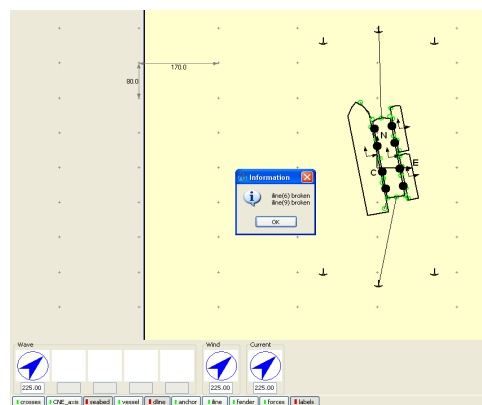 170.0
80.0
N
C
E
Information
iline(6) broken
iline(9) broken
OK
Wave
Wind
Current
225.00
225.00
225.00
crosses
CNE_axis
seabed
vessel
dline
anchor
iline
fender
forces
labels